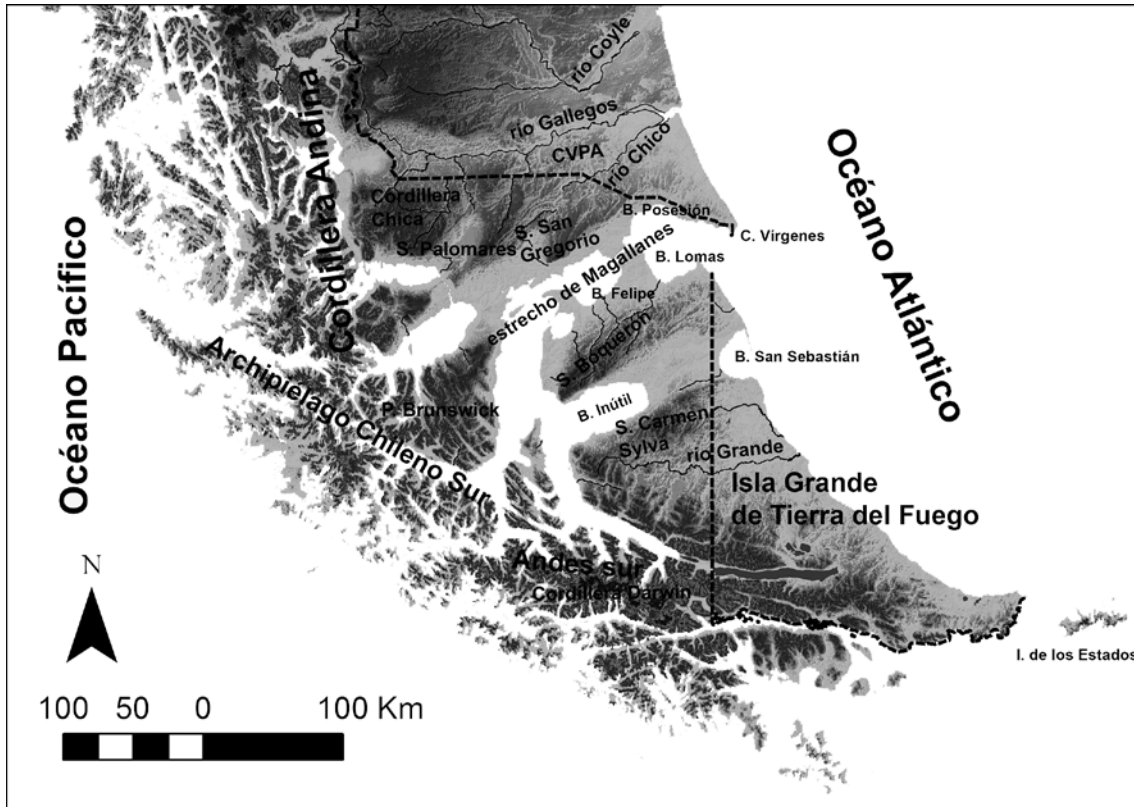 río Coyle
Cordillera Andina
río Gallegos
CVPA
río Chico
Océano Atlántico
Cordillera
Chica
B. Posesión
S. San
Gregorio
C. Virgenes
S. Palomares
B. Lomas
Océano Pacífico
estrecho de Magallanes
B. Felipe
S. Boquerón
B. San Sebastián
Archipielago Chileno Sur
P. Brunswick
B. Inútil
S. Carmen
Sylva
río Grande
Isla Grande
de Tierra del Fuego
Andes sur
Cordillera Darwin
N
I. de los Estados
100 50 0 100 Km